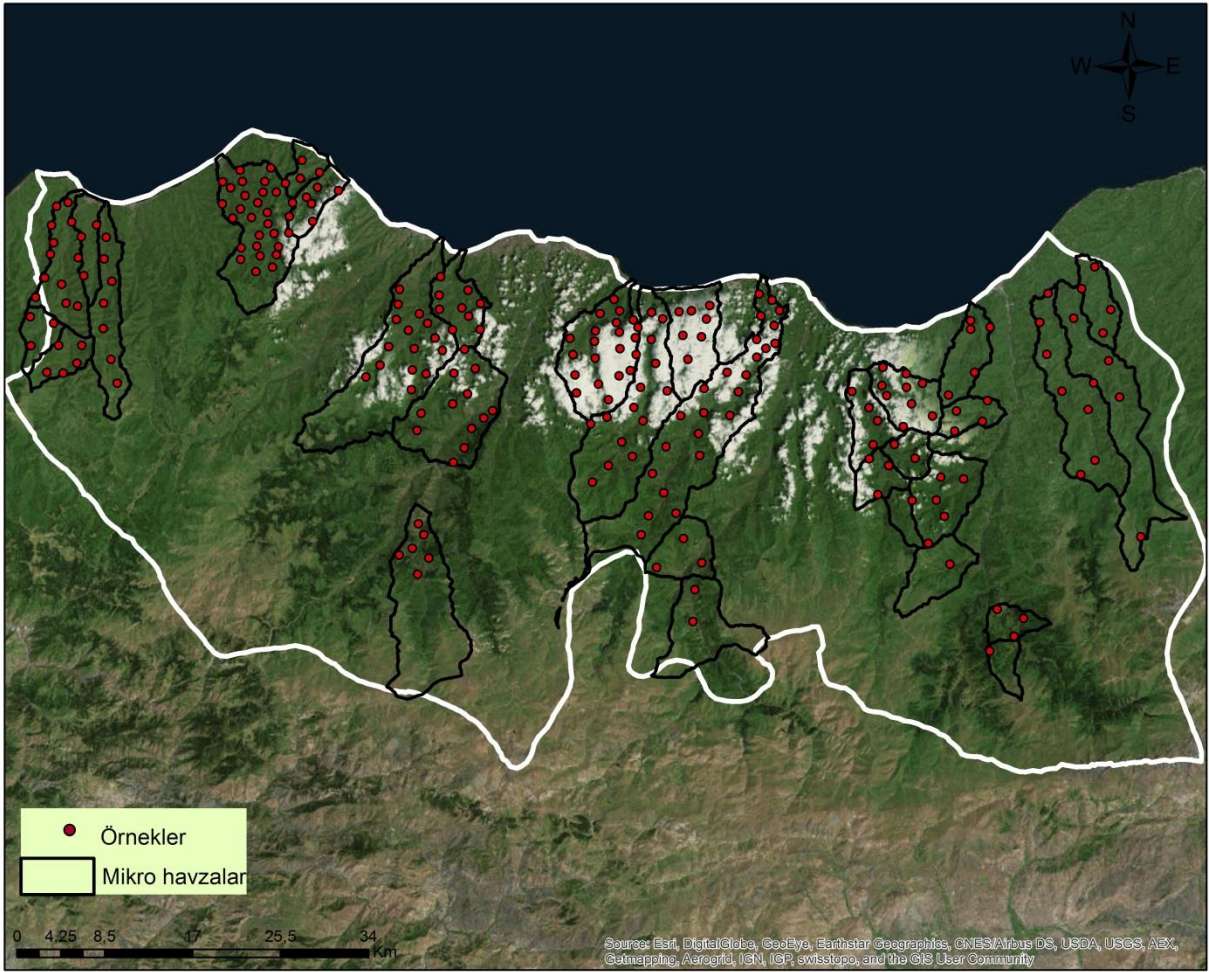 N
W E
S
Örnekler
Mikro havzalar
0 4,25 8,5 17 25,5 34
Km
Source: Esri, DigitalGlobe, GeoEye, Earthstar Geographics, CNES/Airbus DS, USDA, USGS, AEX,
Getmapping, Aerogrid, IGN, IGP, swisstopo, and the GIS User Community